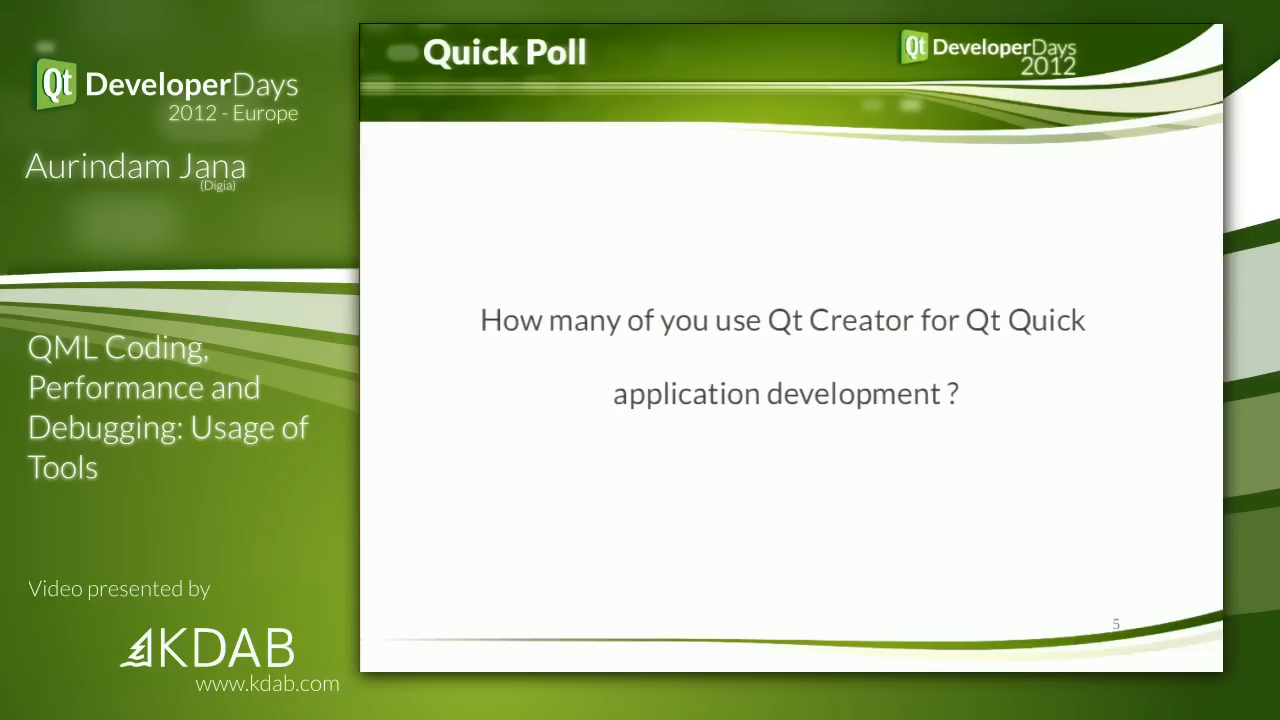 Qt DeveloperDays
2012 - Europe
Aurindam Jana
(Digia)
QML Coding,
Performance and
Debugging: Usage of
Tools
Video presented by
KDAB
www.kdab.com
Quick Poll
Qt DeveloperDays
2012
How many of you use Qt Creator for Qt Quick
application development ?
5